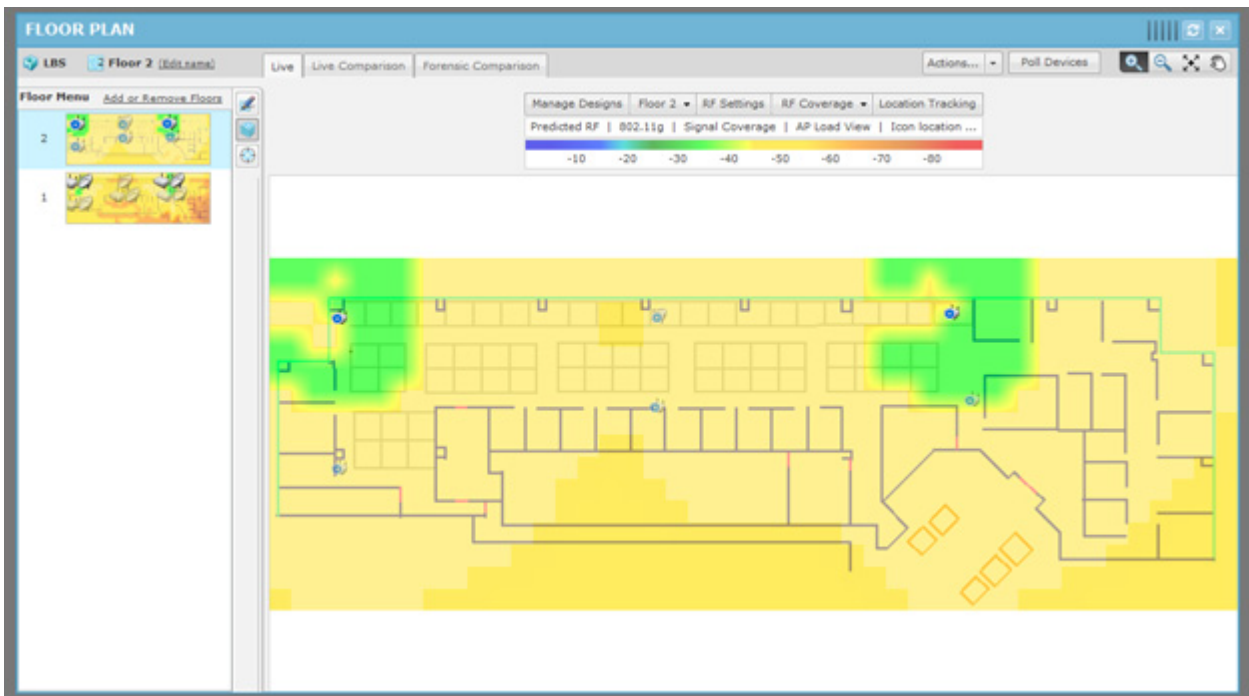 FLOOR PLAN
LBS 2 Floor 2 (Edit name)
Live Live Comparison Forensic Comparison
Actions... Poll Devices
Floor Menu Add or Remove Floors
Manage Designs Floor 2 RF Settings RF Coverage Location Tracking
Predicted RF | 802.11g | Signal Coverage | AP Load View | Icon location ...
-10 -20 -30 -40 -50 -60 -70 -80
2
1